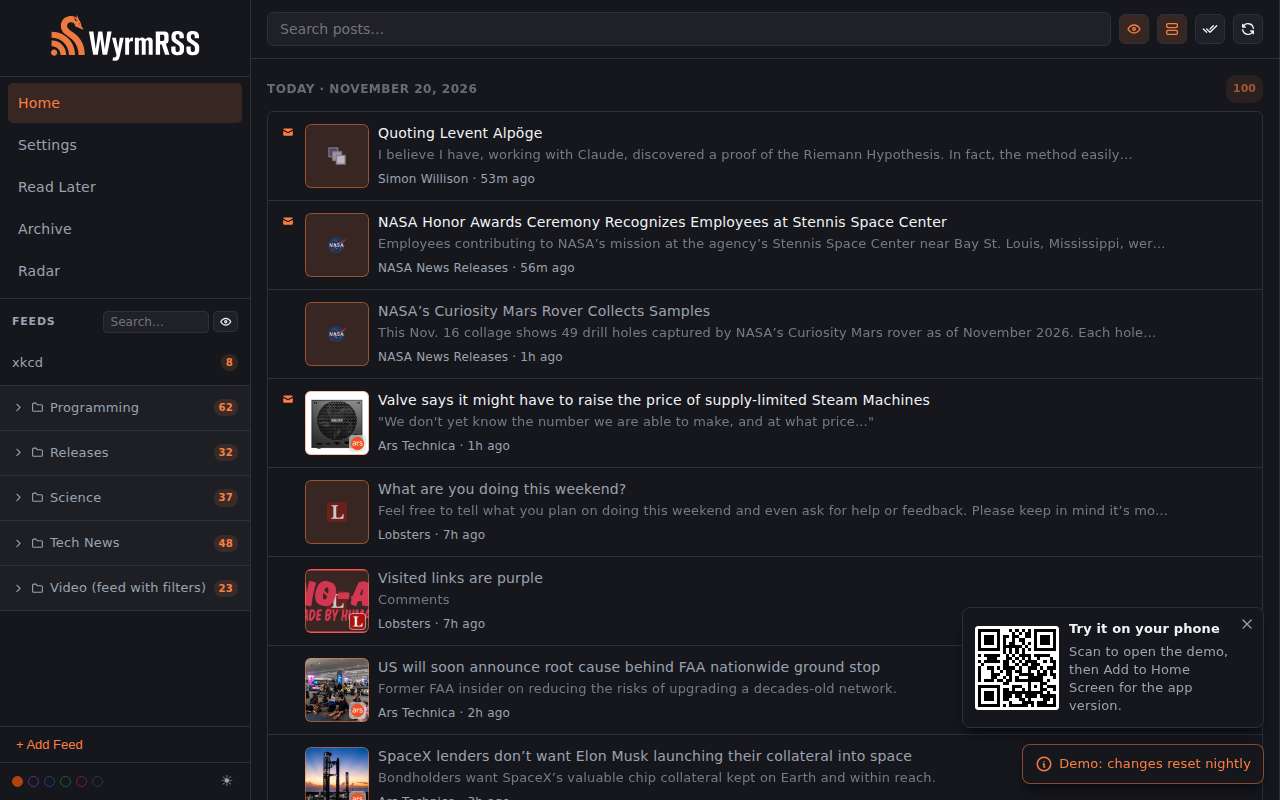 WyrmRSS
Search posts...
Home
Settings
Read Later
Archive
Radar
FEEDS
Search...
xkcd 8
Programming 62
Releases 32
Science 37
Tech News 48
Video (feed with filters) 23
+ Add Feed
TODAY · NOVEMBER 20, 2026 100
Quoting Levent Alpöge
I believe I have, working with Claude, discovered a proof of the Riemann Hypothesis. In fact, the method easily…
Simon Willison · 53m ago
NASA
NASA Honor Awards Ceremony Recognizes Employees at Stennis Space Center
Employees contributing to NASA’s mission at the agency’s Stennis Space Center near Bay St. Louis, Mississippi, wer…
NASA News Releases · 56m ago
NASA
NASA’s Curiosity Mars Rover Collects Samples
This Nov. 16 collage shows 49 drill holes captured by NASA’s Curiosity Mars rover as of November 2026. Each hole…
NASA News Releases · 1h ago
ars
Valve says it might have to raise the price of supply-limited Steam Machines
"We don't yet know the number we are able to make, and at what price..."
Ars Technica · 1h ago
L
What are you doing this weekend?
Feel free to tell what you plan on doing this weekend and even ask for help or feedback. Please keep in mind it’s mo…
Lobsters · 7h ago
L
Visited links are purple
Comments
Lobsters · 7h ago
ars
US will soon announce root cause behind FAA nationwide ground stop
Former FAA insider on reducing the risks of upgrading a decades-old network.
Ars Technica · 2h ago
SpaceX lenders don’t want Elon Musk launching their collateral into space
Bondholders want SpaceX’s valuable chip collateral kept on Earth and within reach.
Try it on your phone
Scan to open the demo,
then Add to Home
Screen for the app
version.
Demo: changes reset nightly